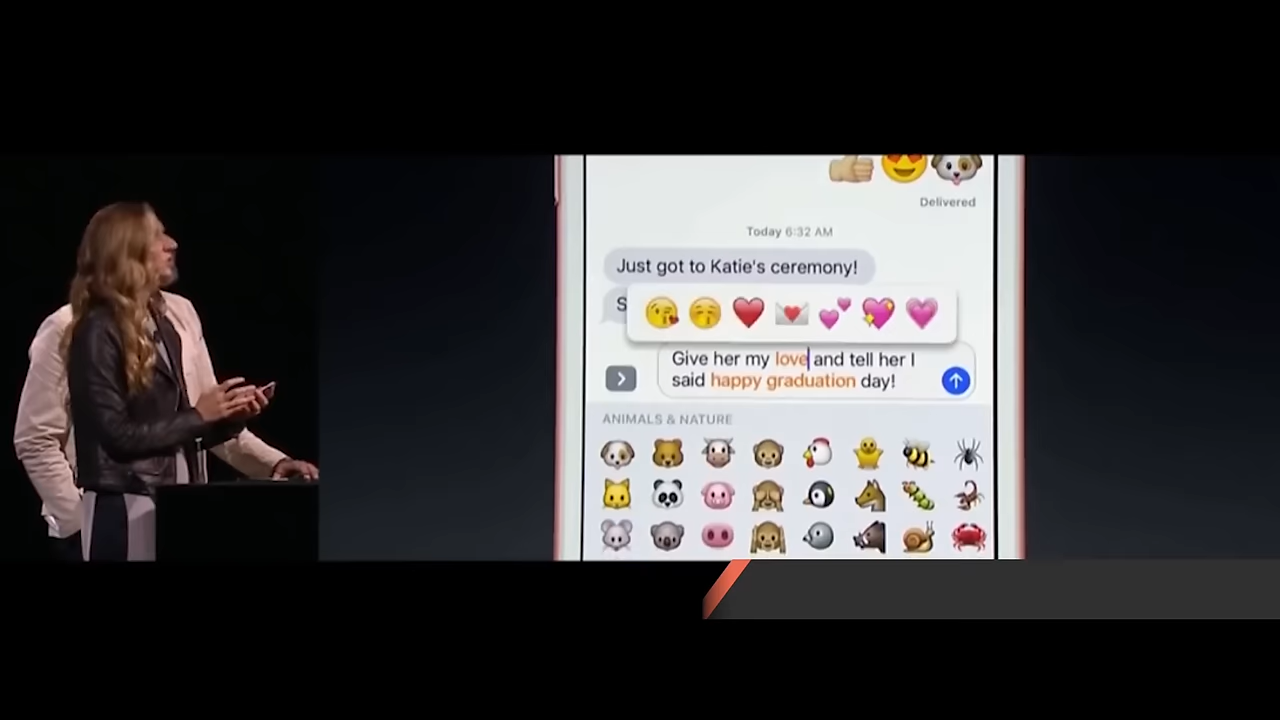 Delivered
Today 6:32 AM
Just got to Katie's ceremony!
S
Give her my love and tell her I
said happy graduation day!
ANIMALS & NATURE